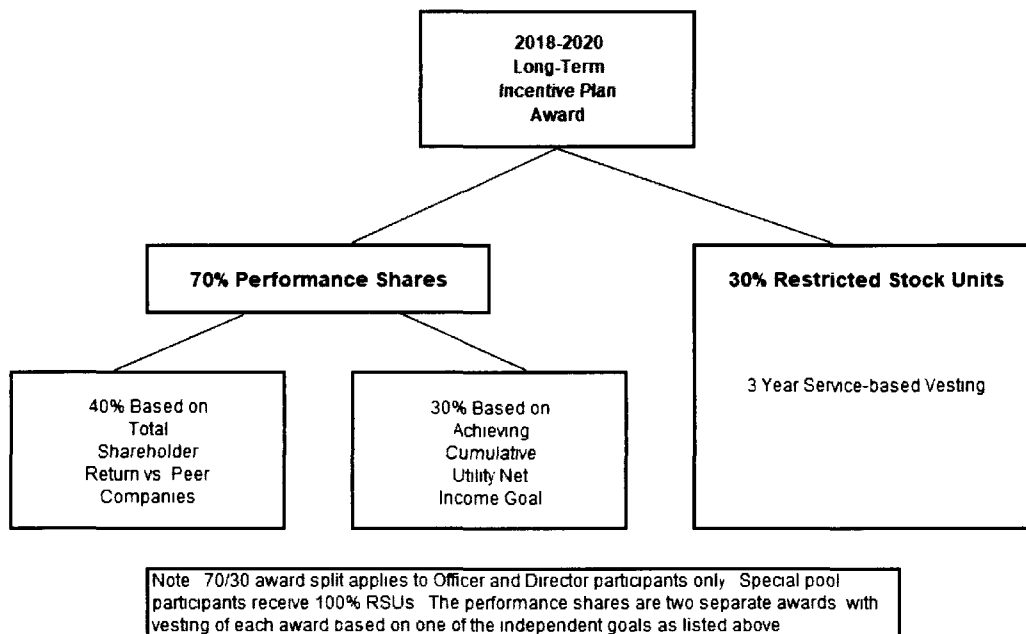 2018-2020
Long-Term
Incentive Plan
Award
70% Performance Shares
30% Restricted Stock Units
3 Year Service-based Vesting
40% Based on
Total
Shareholder
Return vs Peer
Companies
30% Based on
Achieving
Cumulative
Utility Net
Income Goal
Note 70/30 award split applies to Officer and Director participants only Special pool
participants receive 100% RSUs The performance shares are two separate awards with
vesting of each award based on one of the independent goals as listed above